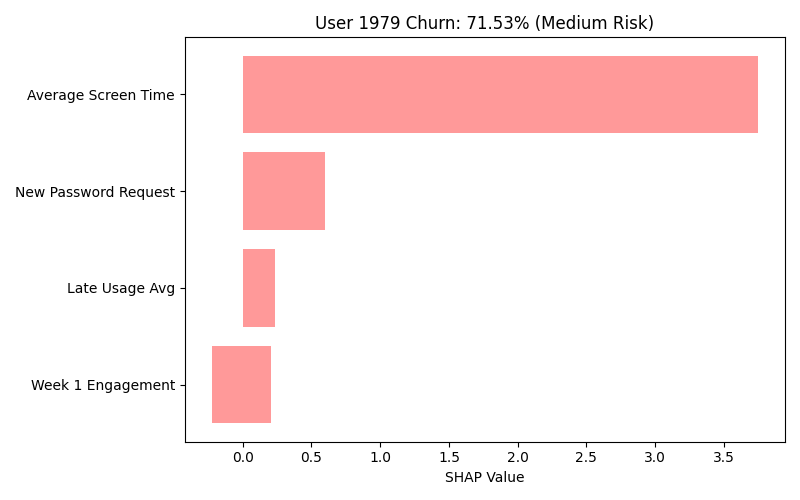 User 1979 Churn: 71.53% (Medium Risk)
Average Screen Time
New Password Request
Late Usage Avg
Week 1 Engagement
0.0 0.5 1.0 1.5 2.0 2.5 3.0 3.5
SHAP Value